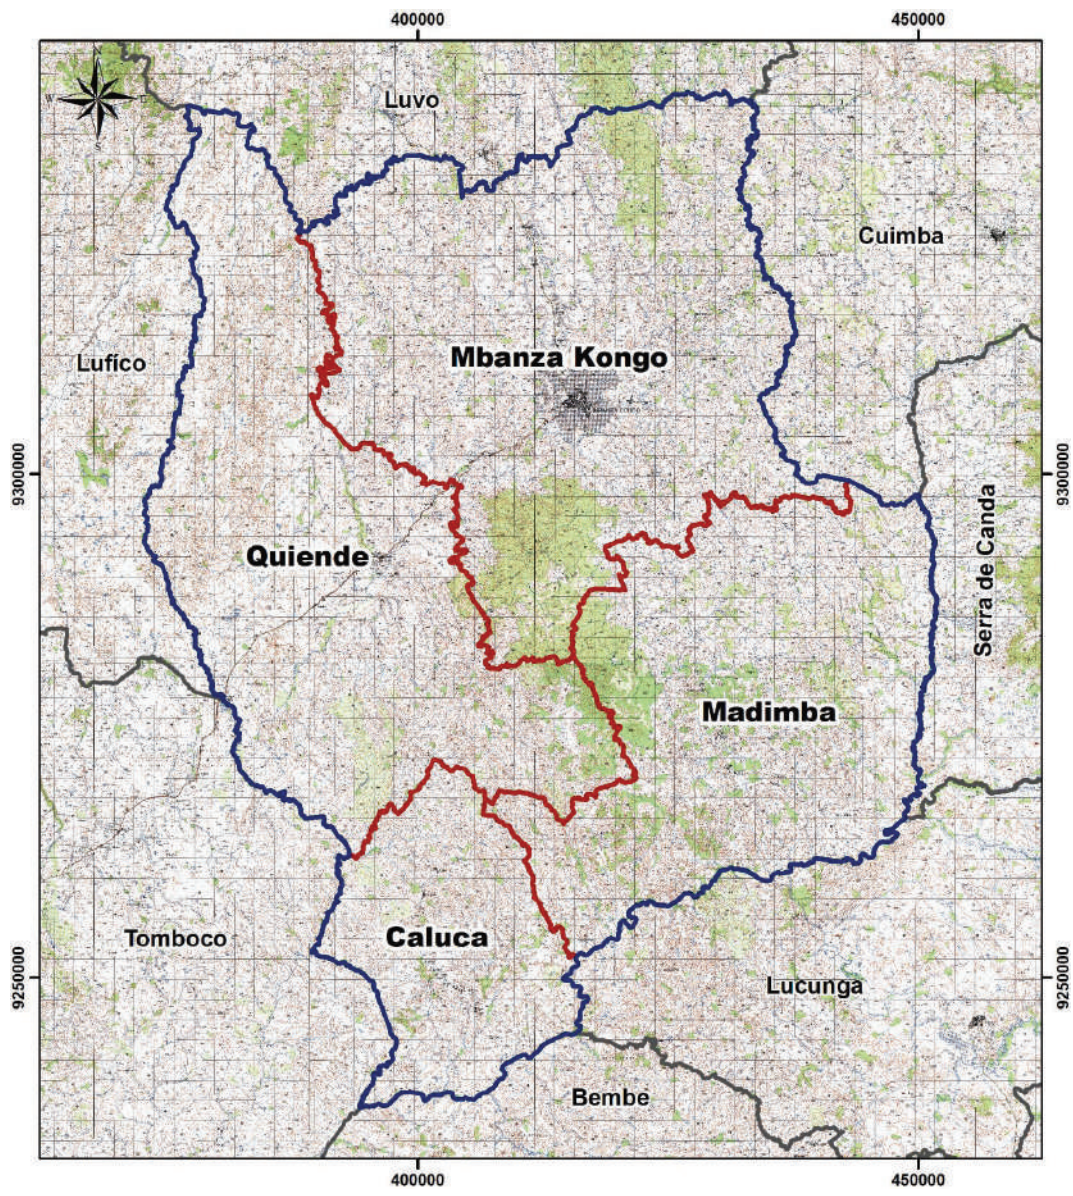 400000
450000
N
W
E
S
Luvo
Cuimba
Mbanza Kongo
Lufico
9300000
9300000
Quiende
Serra de Canda
Madimba
Tomboco
Caluca
9250000
9250000
Lucunga
Bembe
400000
450000